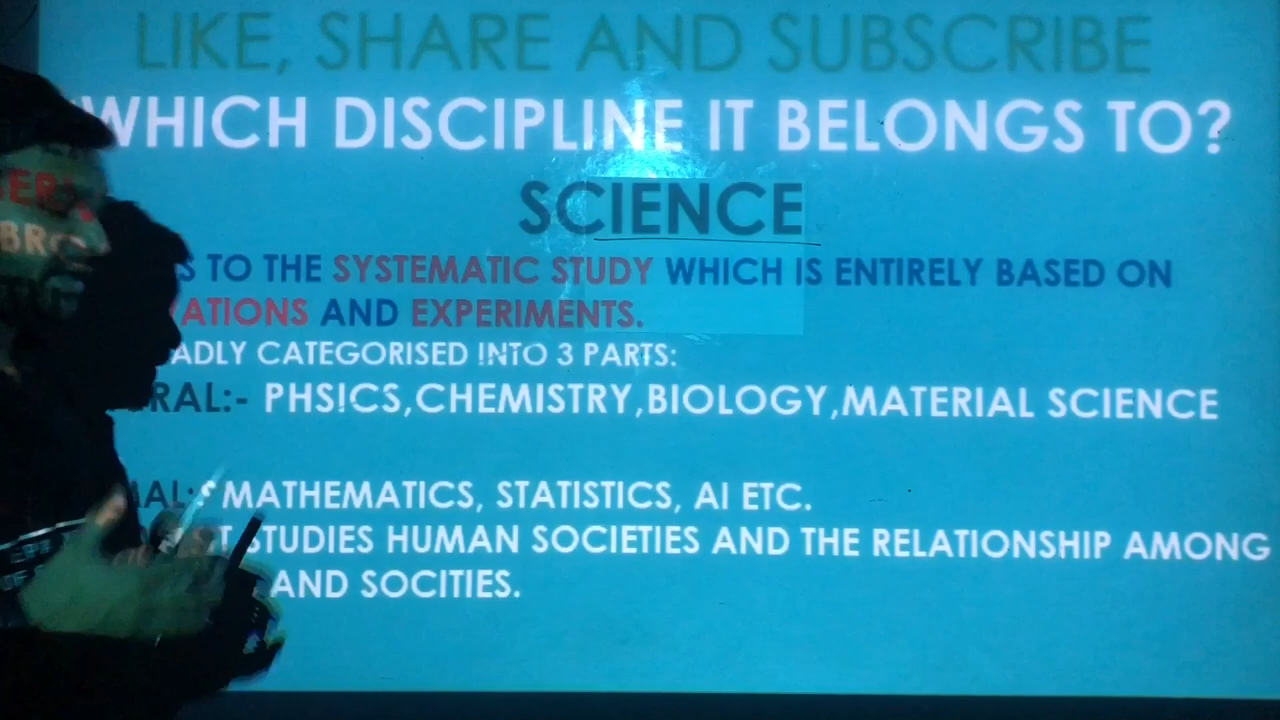 LIKE, SHARE AND SUBSCRIBE
WHICH DISCIPLINE IT BELONGS TO?
SCIENCE
S TO THE SYSTEMATIC STUDY WHICH IS ENTIRELY BASED ON
ATIONS AND EXPERIMENTS.
ADLY CATEGORISED INTO 3 PARTS:
RAL:- PHSICS,CHEMISTRY,BIOLOGY,MATERIAL SCIENCE
MAL:- MATHEMATICS, STATISTICS, AI ETC.
STUDIES HUMAN SOCIETIES AND THE RELATIONSHIP AMONG
AND SOCITIES.